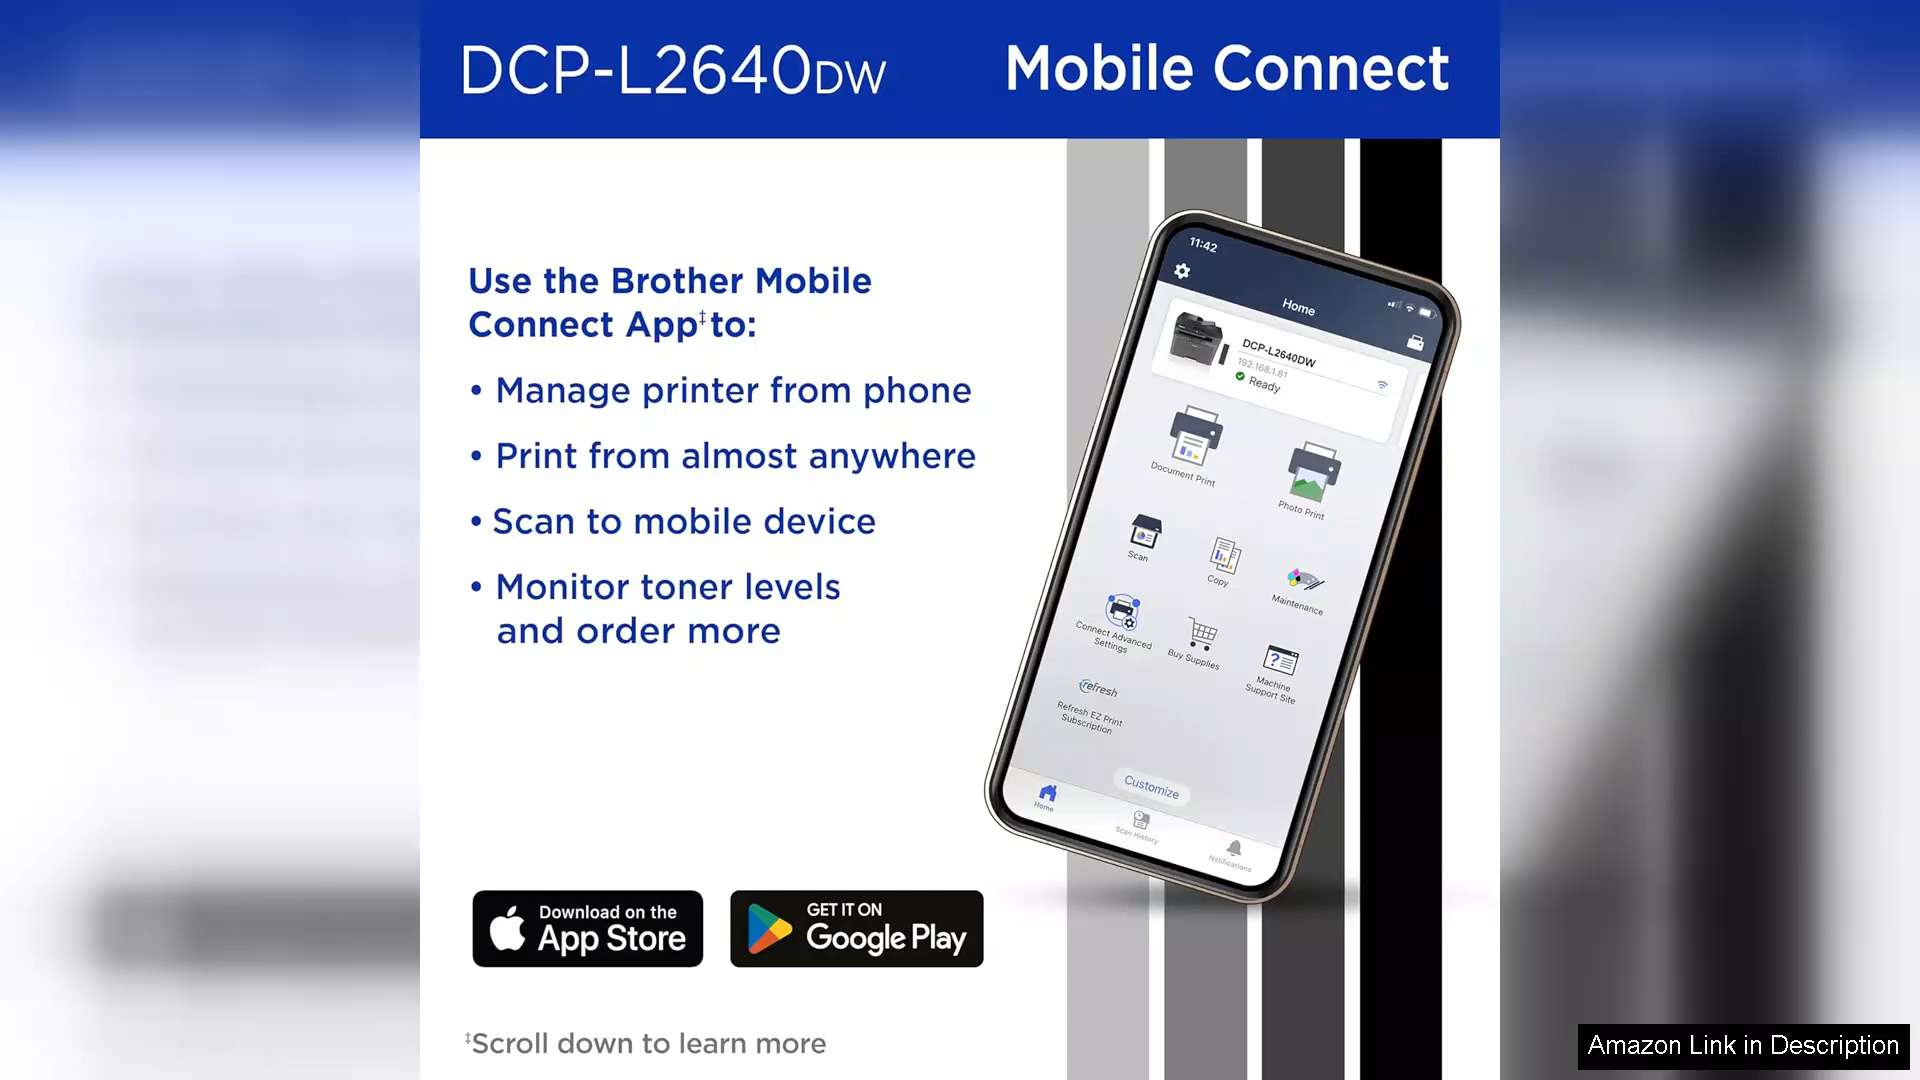 DCP-L2640DW
Mobile Connect
Use the Brother Mobile
Connect App‡ to:
• Manage printer from phone
• Print from almost anywhere
• Scan to mobile device
• Monitor toner levels
and order more
11:42
Home
DCP-L2640DW
192.168.1.81
Ready
Document Print
Photo Print
Scan
Copy
Maintenance
Connect Advanced
Settings
Buy Supplies
Machine
Support Site
refresh
Refresh EZ Print
Subscription
Customize
Home
Scan History
Notifications
Download on the
App Store
GET IT ON
Google Play
‡Scroll down to learn more
Amazon Link in Description